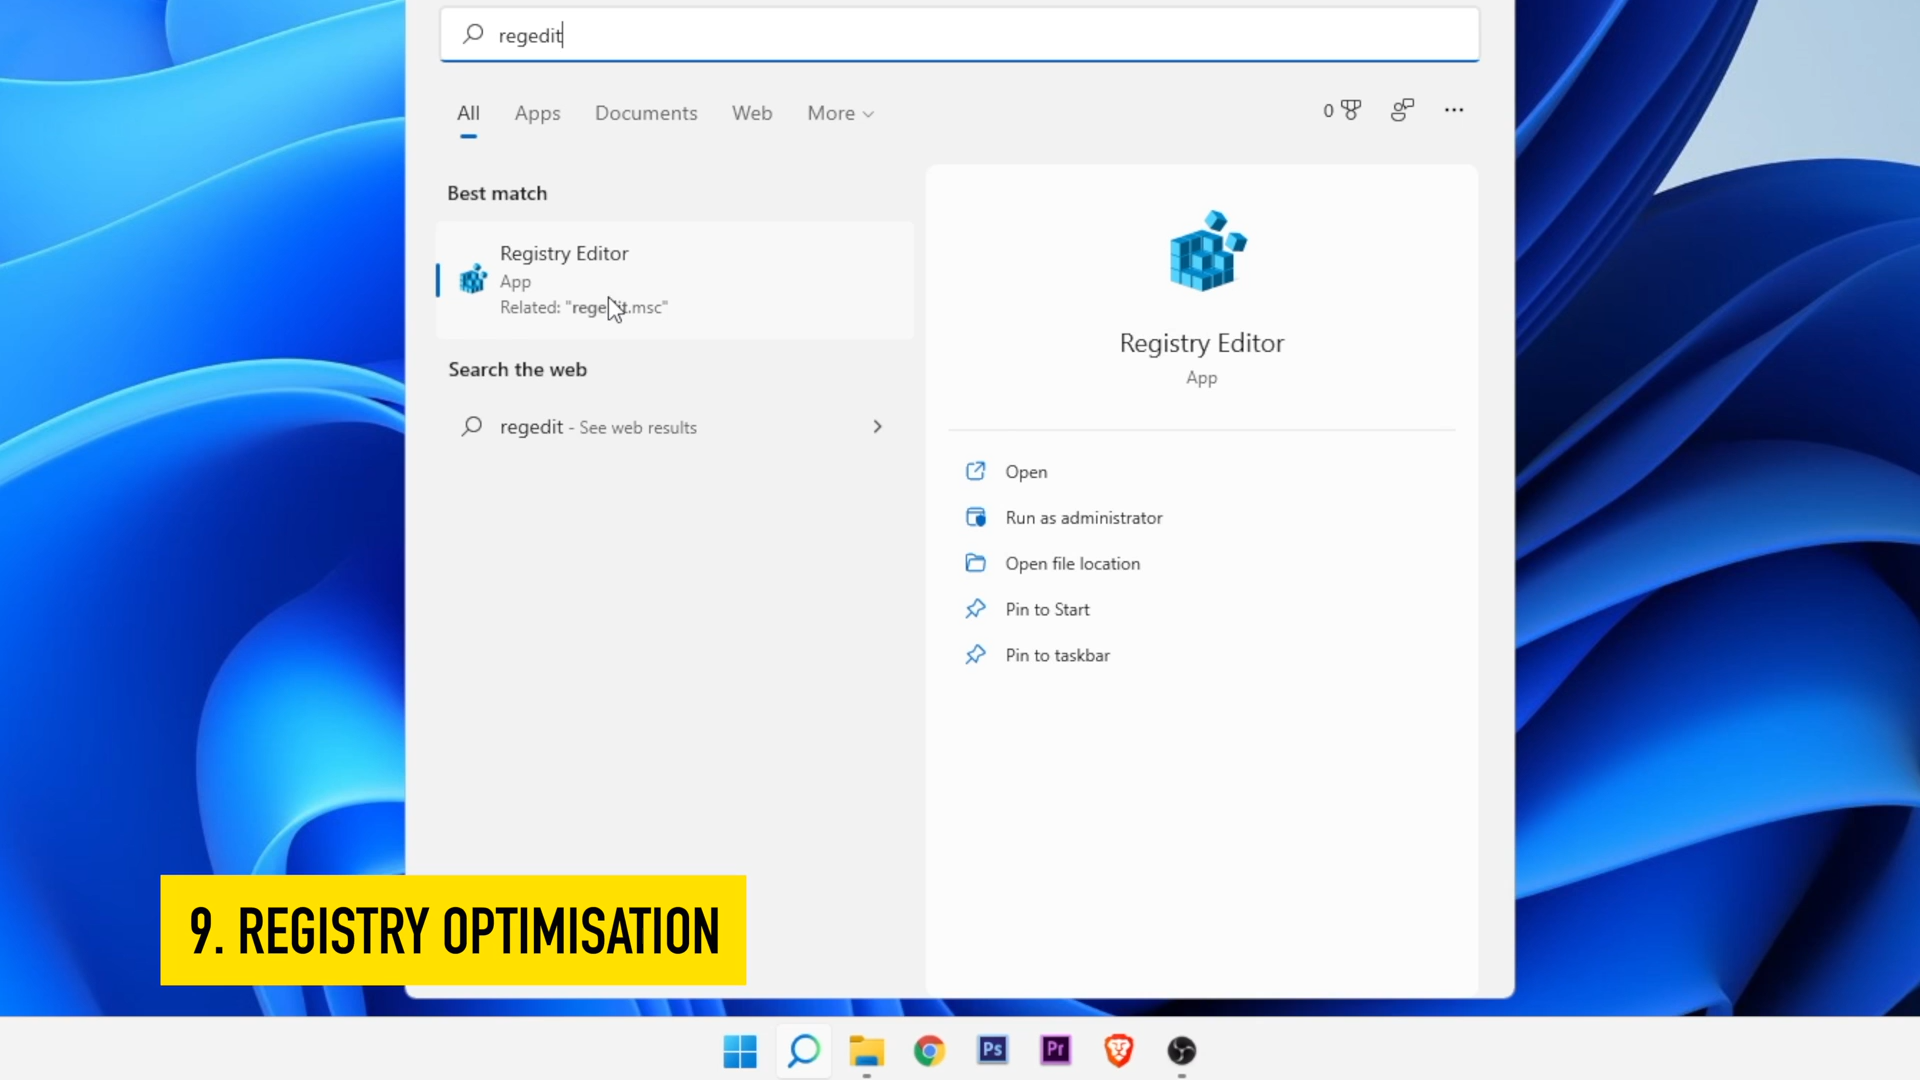 regedit
All Apps Documents Web More 0 ...
Best match
Registry Editor
App
Related: "regedit.msc"
Search the web
regedit - See web results
Registry Editor
App
Open
Run as administrator
Open file location
Pin to Start
Pin to taskbar
9. REGISTRY OPTIMISATION
Ps Pr